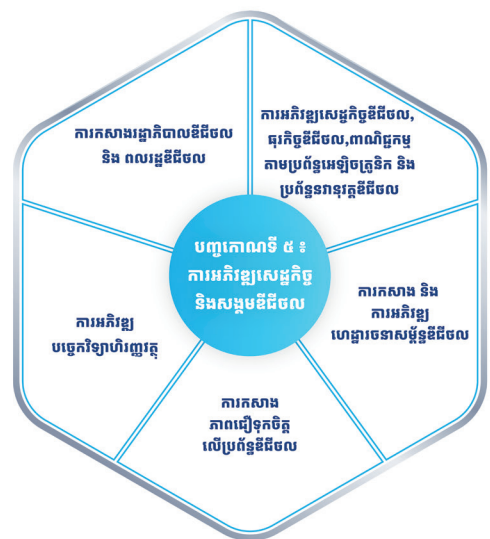 ការកសាងរដ្ឋាភិបាលឌីជីថល
និង ពលរដ្ឋឌីជីថល
ការអភិវឌ្ឍសេដ្ឋកិច្ចឌីជីថល,
ធុរកិច្ចឌីជីថល,ពាណិជ្ជកម្ម
តាមប្រព័ន្ធអេឡិចត្រូនិក និង
ប្រព័ន្ធនវានុវត្តឌីជីថល
បញ្ចកោណទី ៥ ៖
ការអភិវឌ្ឍសេដ្ឋកិច្ច
និងសង្គមឌីជីថល
ការកសាង និង
ការអភិវឌ្ឍ
ហេដ្ឋារចនាសម្ព័ន្ធឌីជីថល
ការអភិវឌ្ឍ
បច្ចេកវិទ្យាហិរញ្ញវត្ថុ
ការកសាង
ភាពជឿទុកចិត្ត
លើប្រព័ន្ធឌីជីថល